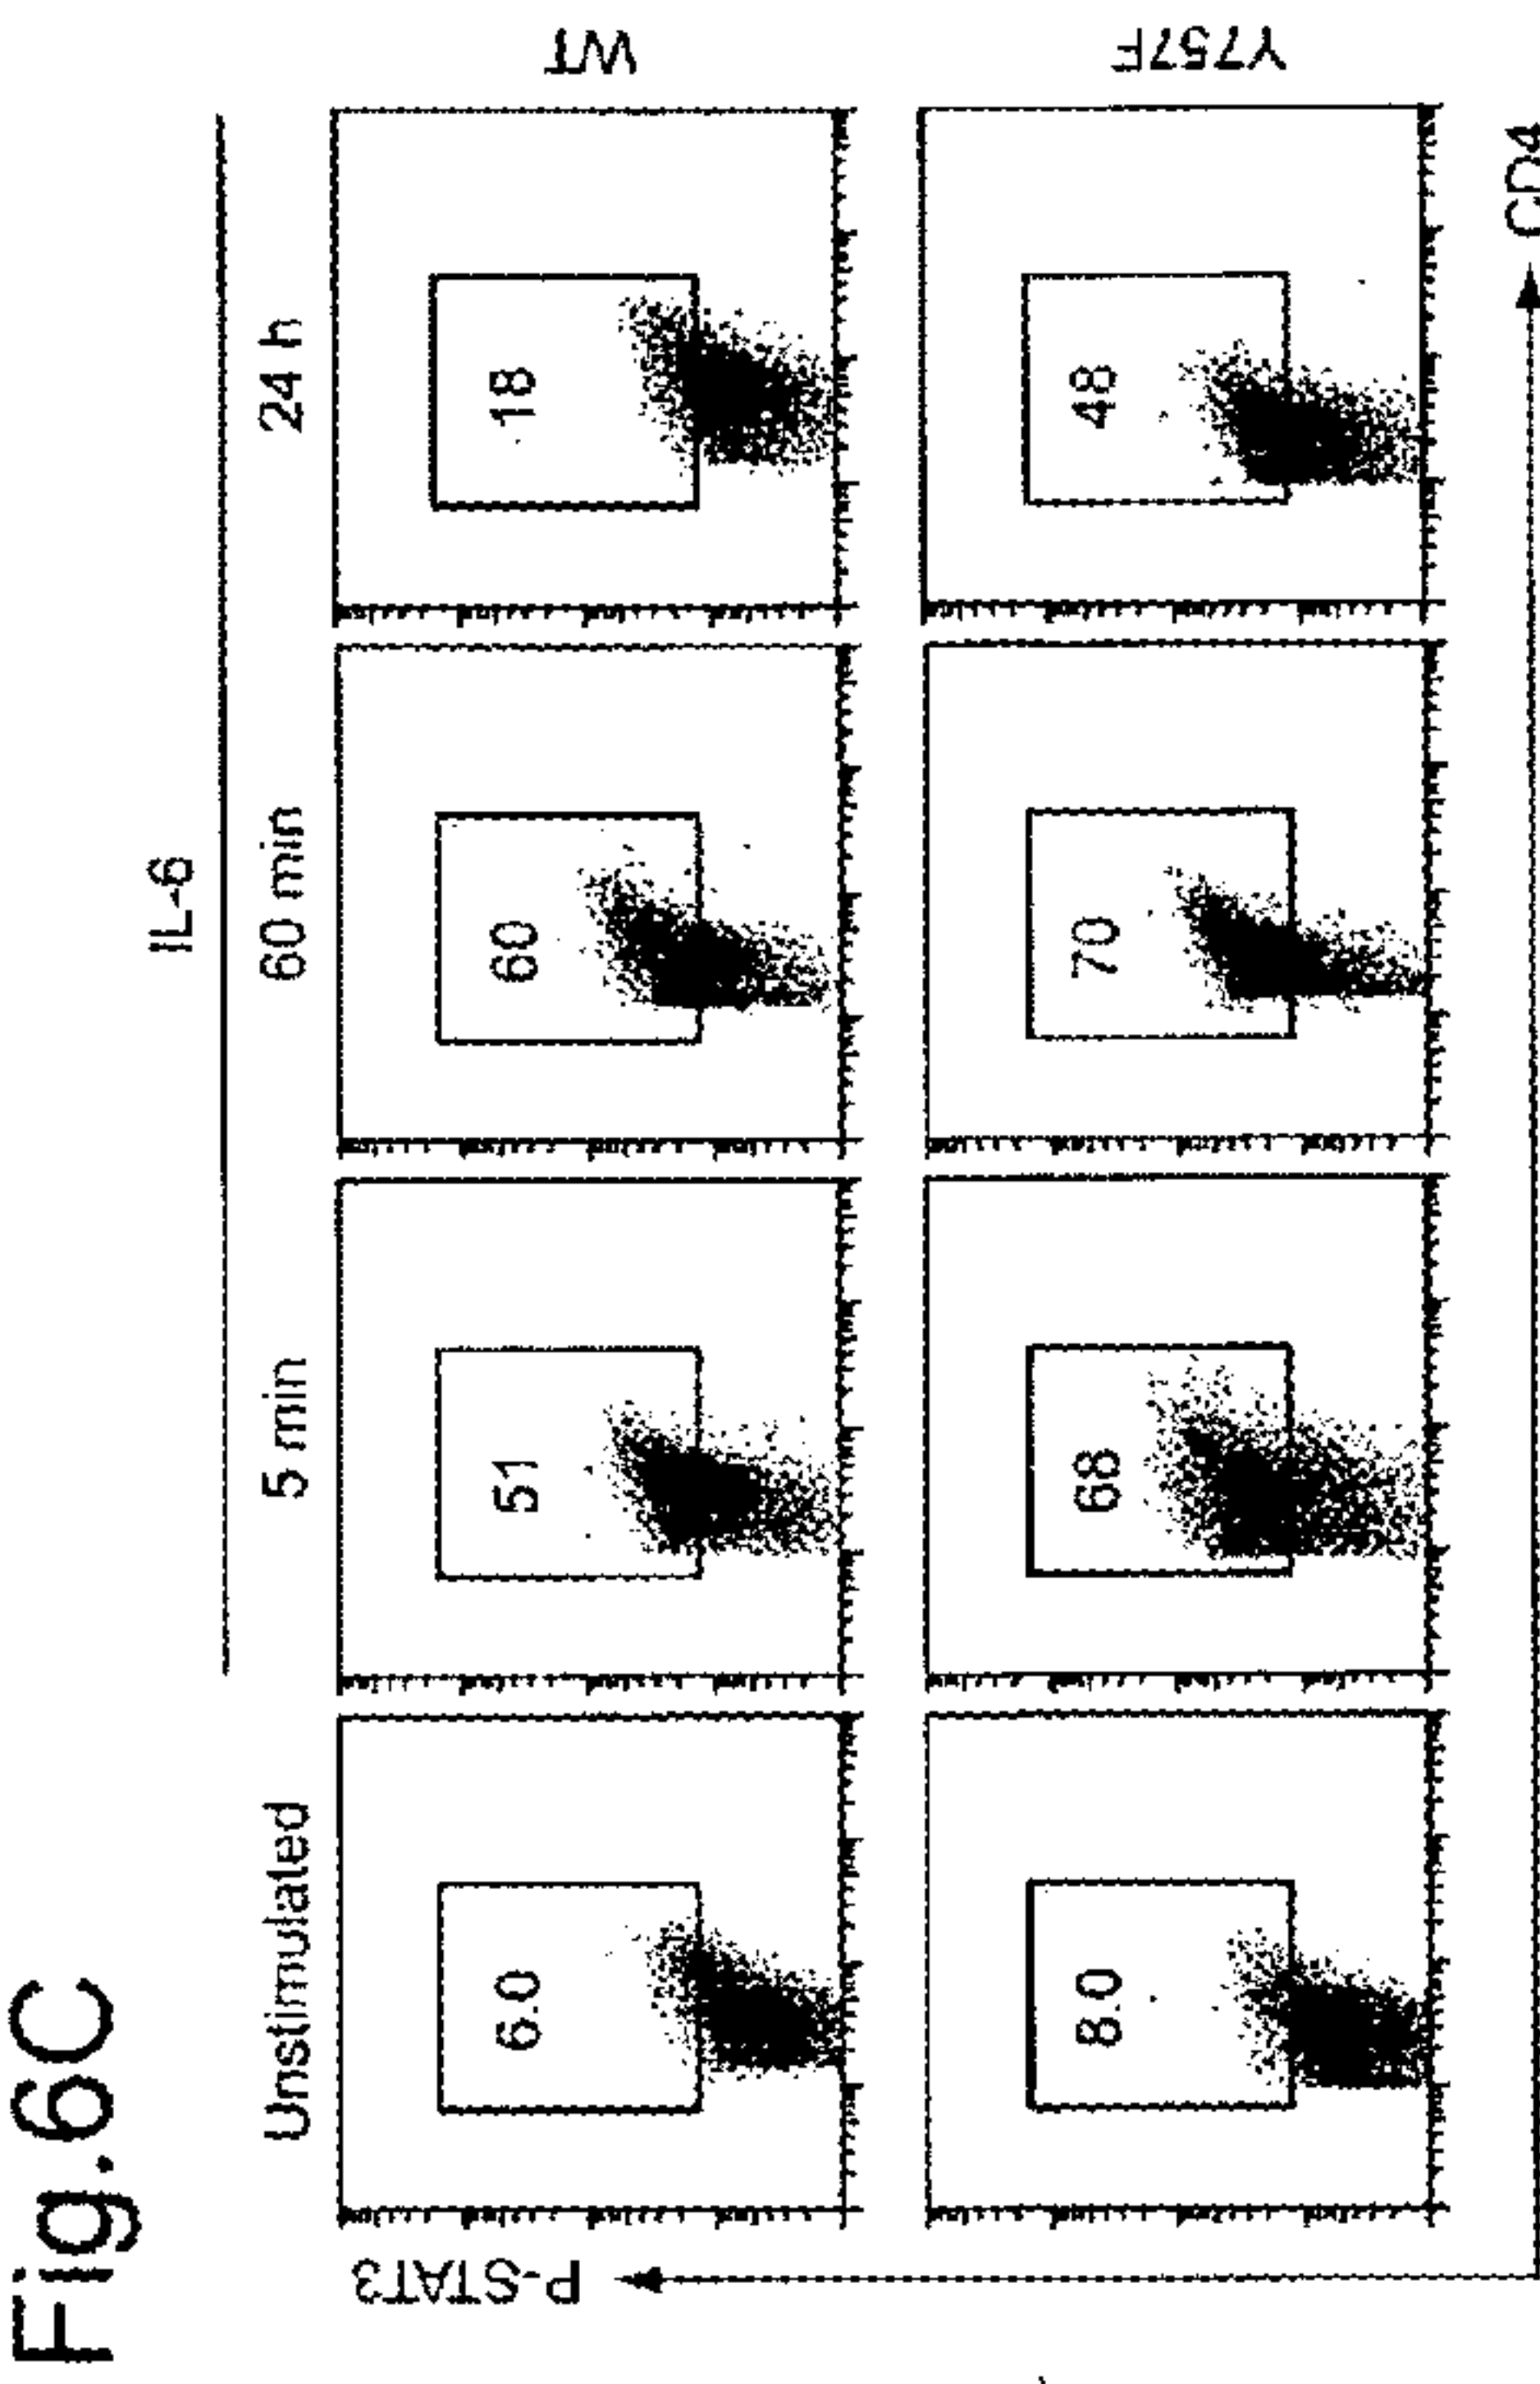 Fig.6C
IL-6
Unstimulated 5 min 60 min 24 h
6.0 51 60 18 WT
8.0 68 70 48 Y757F
P-STAT3
CD4